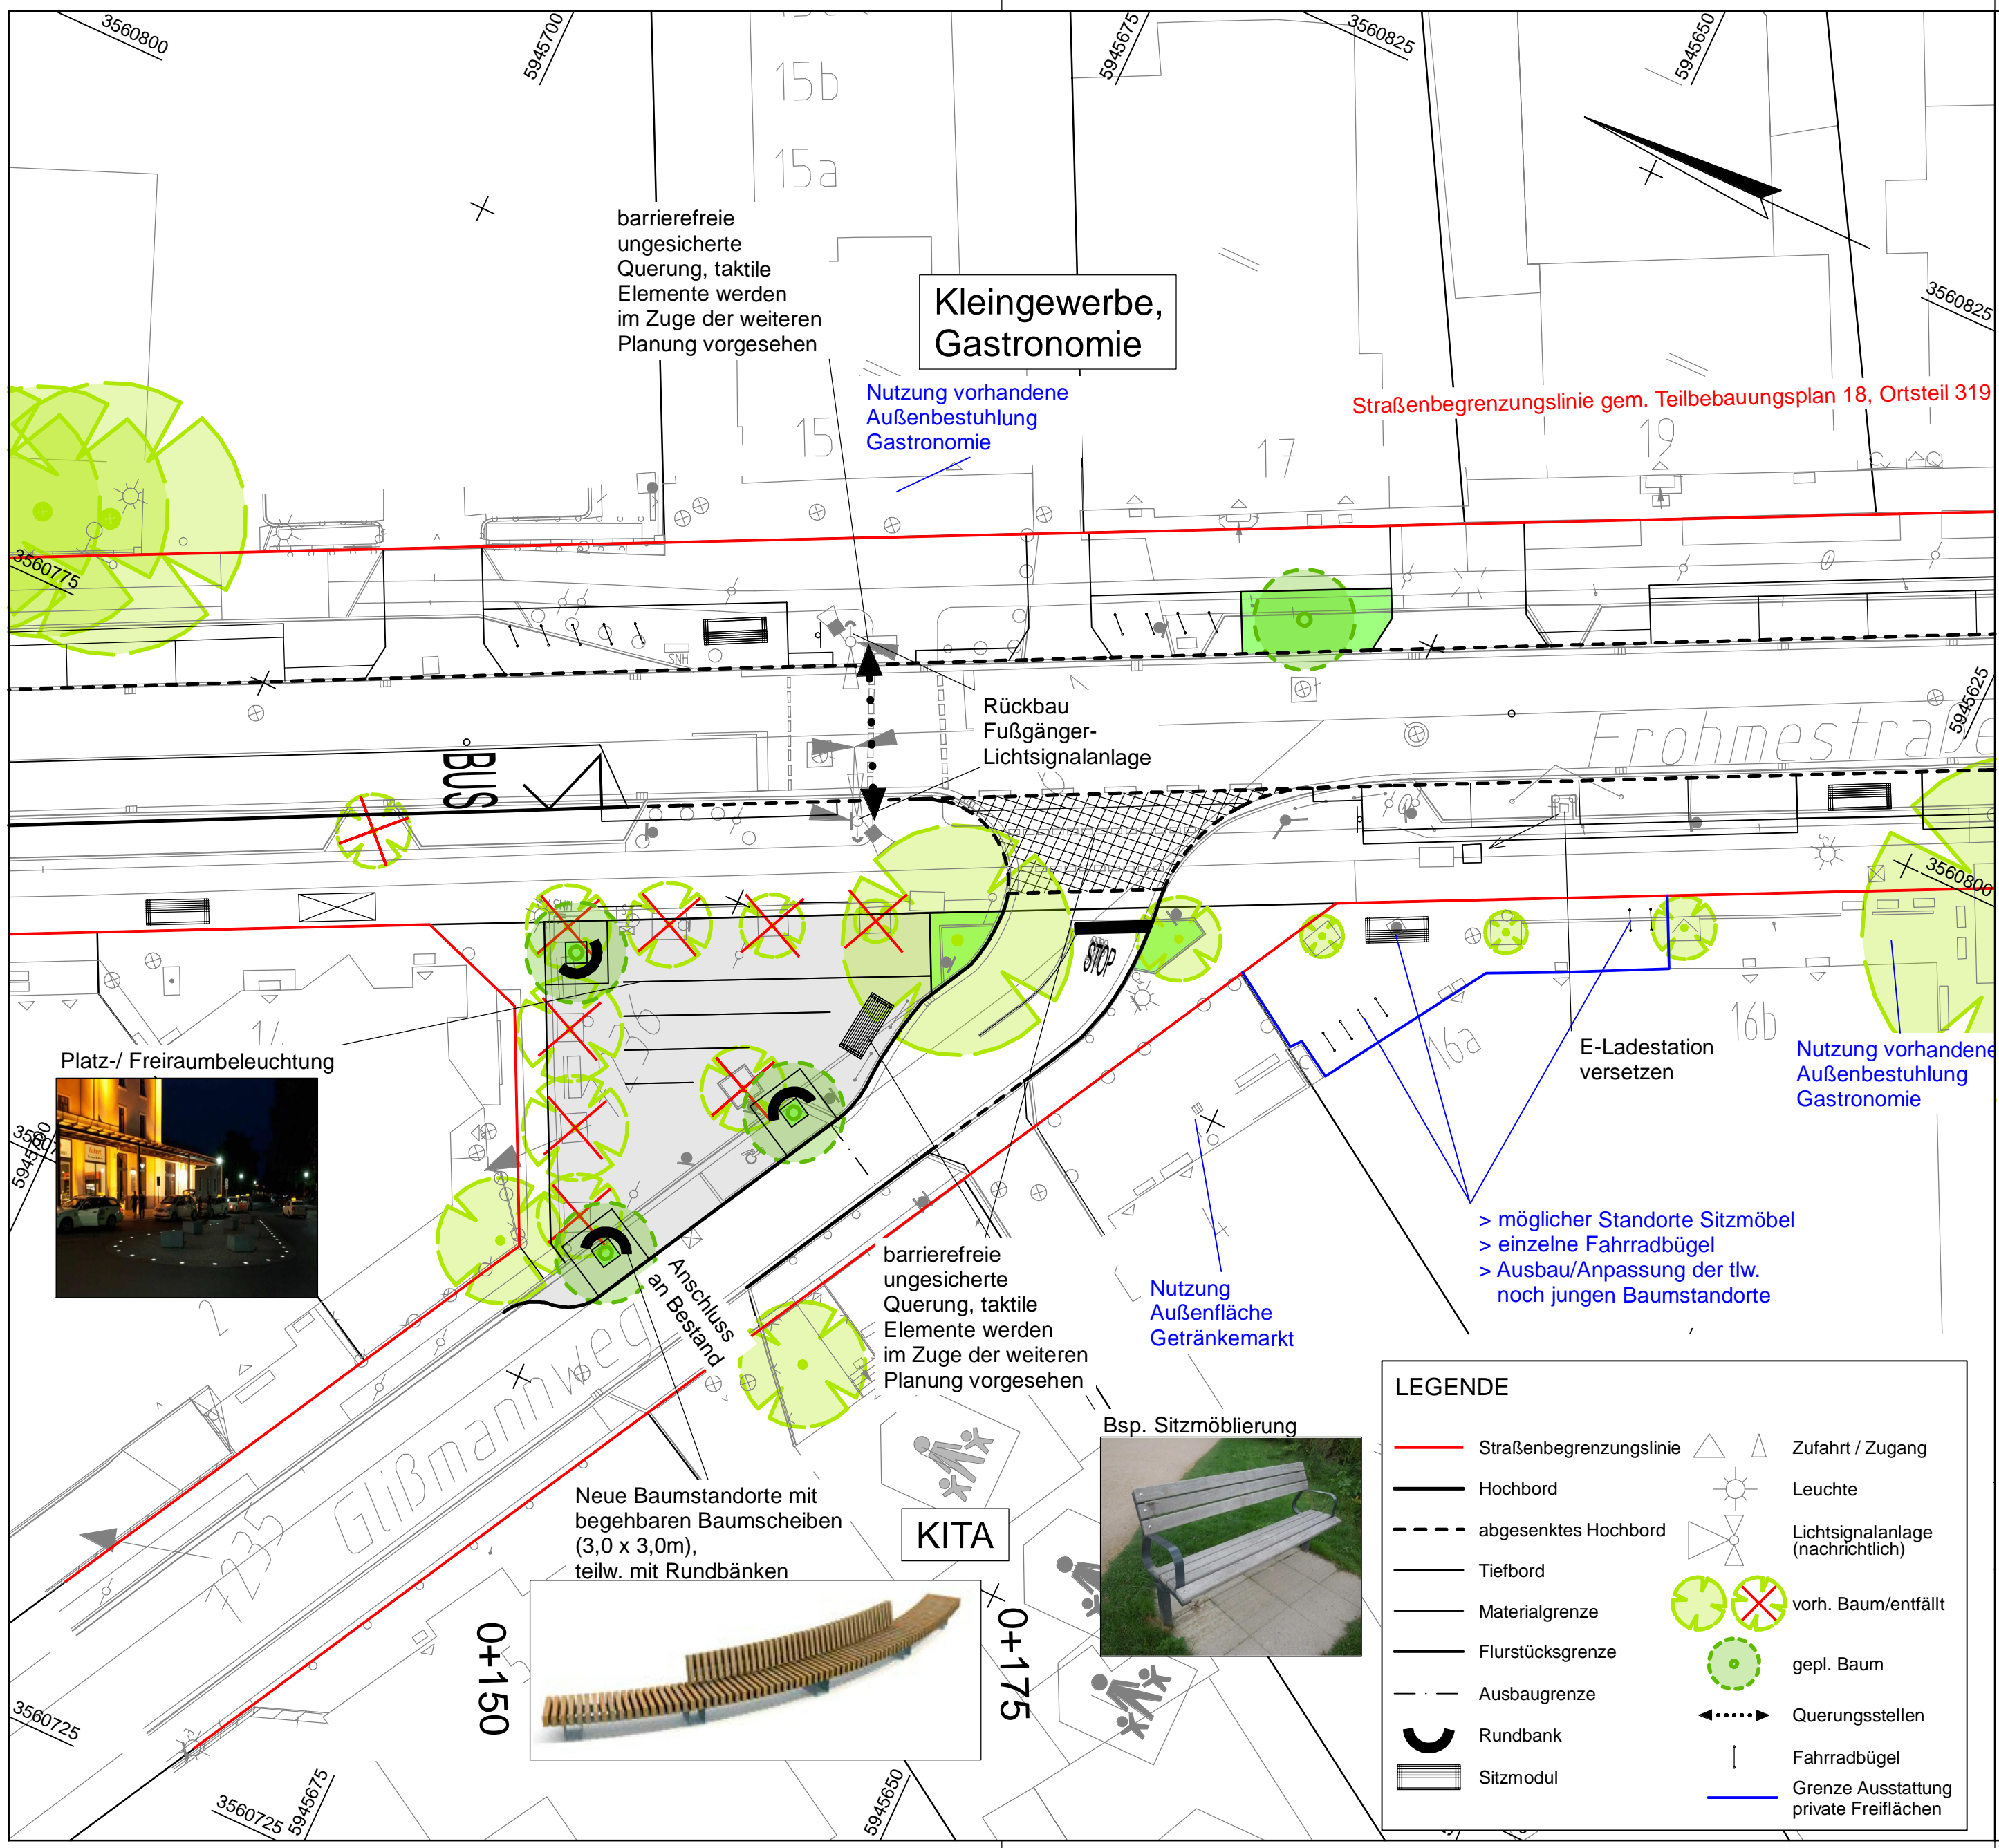 3560800
5945700
5945675
3560825
5945650
15b
15a
barrierefreie
ungesicherte
Querung, taktile
Elemente werden
im Zuge der weiteren
Planung vorgesehen
Kleingewerbe,
Gastronomie
3560825
Nutzung vorhandene
Außenbestuhlung
Gastronomie
Straßenbegrenzungslinie gem. Teilbebauungsplan 18, Ortsteil 319
15
17
19
3560775
SNH
Rückbau
Fußgänger-
Lichtsignalanlage
Frohmestraße
5945625
BUS
3560800
STOP
Platz-/ Freiraumbeleuchtung
16a
16b
E-Ladestation
versetzen
Nutzung vorhandene
Außenbestuhlung
Gastronomie
5945700
> möglicher Standorte Sitzmöbel
> einzelne Fahrradbügel
> Ausbau/Anpassung der tlw.
noch jungen Baumstandorte
Anschluss
an Bestand
barrierefreie
ungesicherte
Querung, taktile
Elemente werden
im Zuge der weiteren
Planung vorgesehen
Nutzung
Außenfläche
Getränkemarkt
2
Glißmannweg
7235
Neue Baumstandorte mit
begehbaren Baumscheiben
(3,0 x 3,0m),
teilw. mit Rundbänken
KITA
Bsp. Sitzmöblierung
0+150
0+175
3560725
3560725
5945675
5945650
LEGENDE
Straßenbegrenzungslinie
Hochbord
abgesenktes Hochbord
Tiefbord
Materialgrenze
Flurstücksgrenze
Ausbaugrenze
Rundbank
Sitzmodul
Zufahrt / Zugang
Leuchte
Lichtsignalanlage
(nachrichtlich)
vorh. Baum/entfällt
gepl. Baum
Querungsstellen
Fahrradbügel
Grenze Ausstattung
private Freiflächen